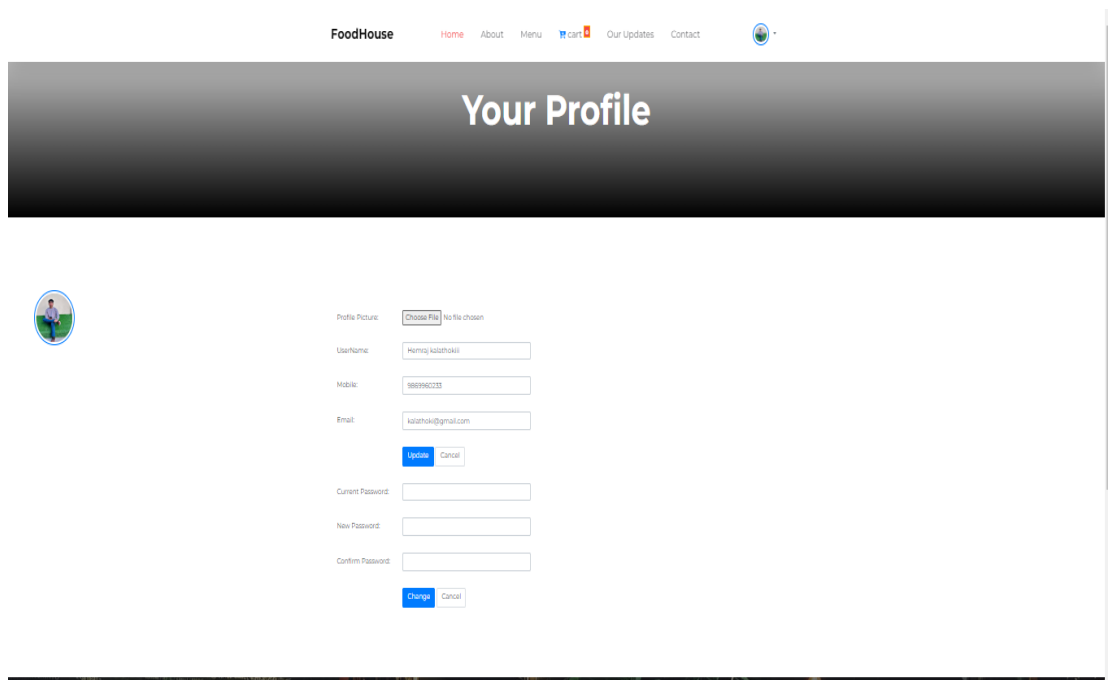 FoodHouse Home About Menu cart Our Updates Contact
Your Profile
Profile Picture: Choose File No file chosen
UserName: Hemraj kalathokiii
Mobile: 9869960233
Email: kalathoki@gmail.com
Update Cancel
Current Password:
New Password:
Confirm Password:
Change Cancel